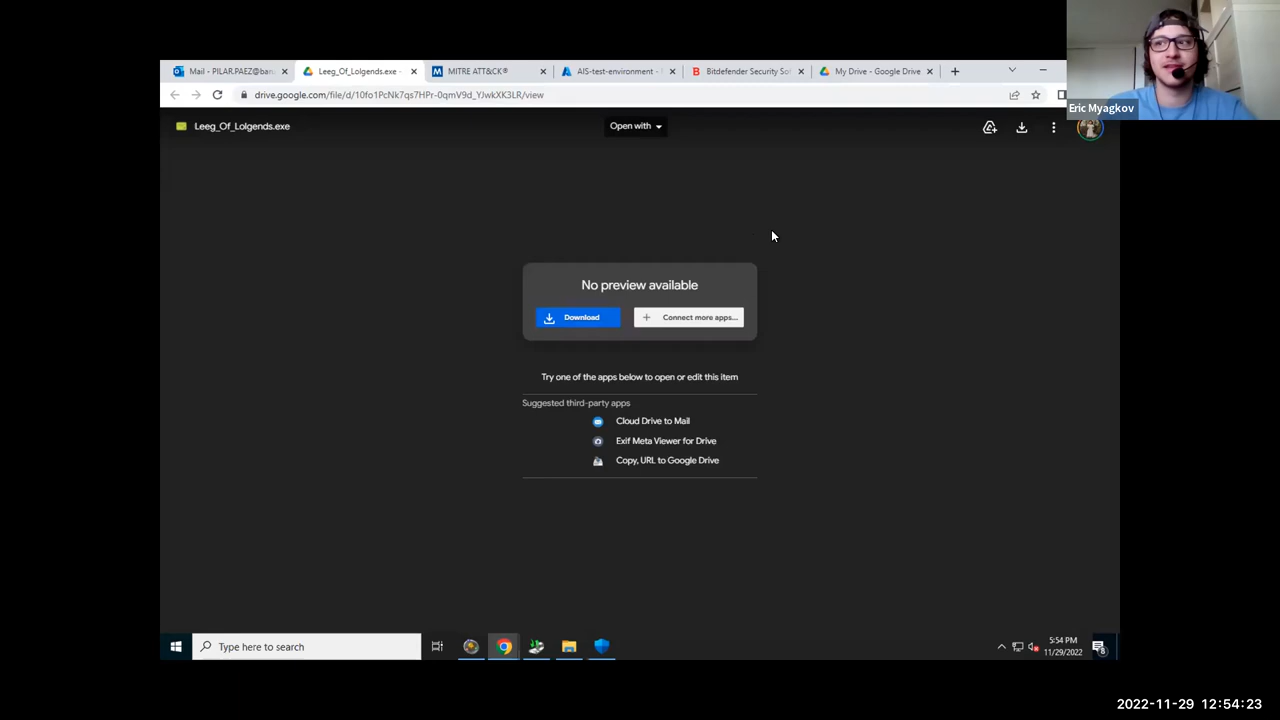 Mail - PILAR.PAEZ@bar
Leeg_Of_Lolgends.exe -
MITRE ATT&CK®
AIS-test-environment -
Bitdefender Security So
My Drive - Google Drive
drive.google.com/file/d/10fo1PcNk7qs7HPr-0qmV9d_YJwkXK3LR/view
Eric Myagkov
Leeg_Of_Lolgends.exe
Open with
No preview available
Download
Connect more apps...
Try one of the apps below to open or edit this item
Suggested third-party apps
Cloud Drive to Mail
Exif Meta Viewer for Drive
Copy, URL to Google Drive
Type here to search
5:54 PM
11/29/2022
2022-11-29 12:54:23